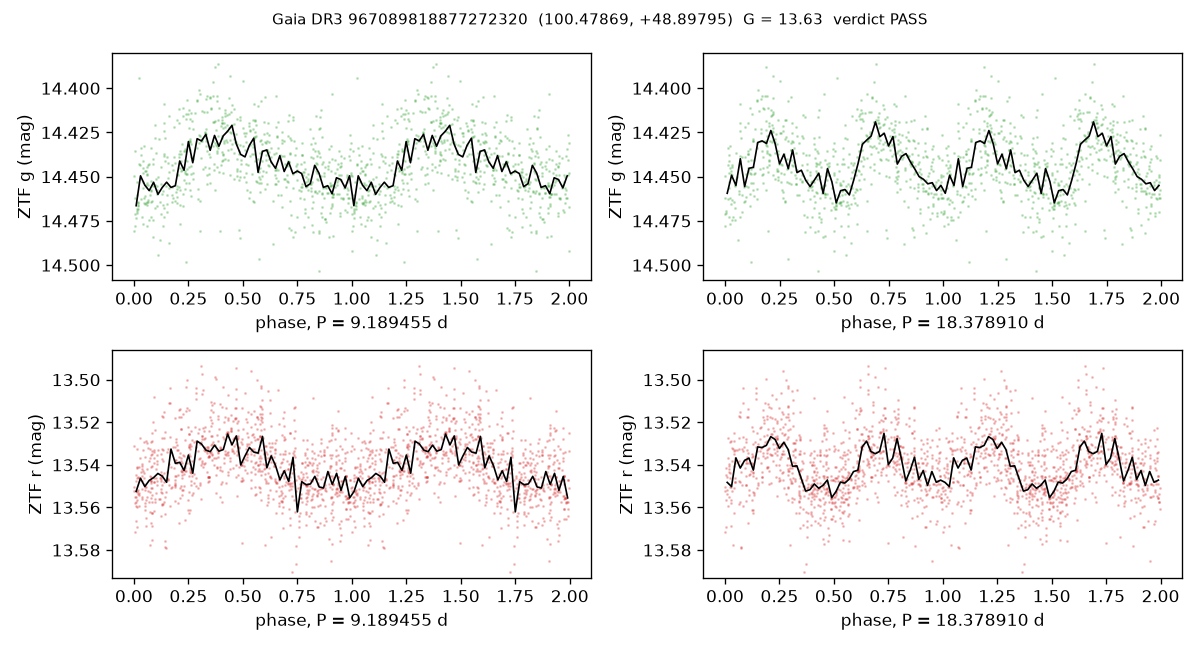 Gaia DR3 967089818877272320  (100.47869, +48.89795)  G = 13.63  verdict PASS
ZTF g (mag)
14.400
14.425
14.450
14.475
14.500
0.00 0.25 0.50 0.75 1.00 1.25 1.50 1.75 2.00
phase, P = 9.189455 d
ZTF g (mag)
14.400
14.425
14.450
14.475
14.500
0.00 0.25 0.50 0.75 1.00 1.25 1.50 1.75 2.00
phase, P = 18.378910 d
ZTF r (mag)
13.50
13.52
13.54
13.56
13.58
0.00 0.25 0.50 0.75 1.00 1.25 1.50 1.75 2.00
phase, P = 9.189455 d
ZTF r (mag)
13.50
13.52
13.54
13.56
13.58
0.00 0.25 0.50 0.75 1.00 1.25 1.50 1.75 2.00
phase, P = 18.378910 d